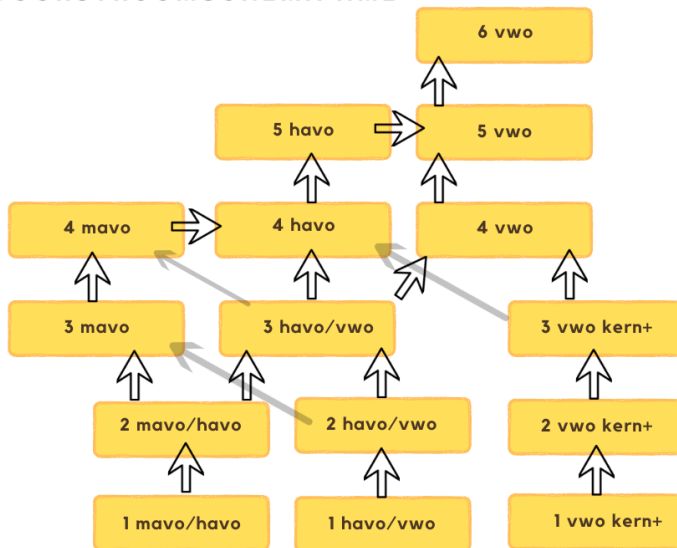 6 vwo
5 havo
5 vwo
4 mavo
4 havo
4 vwo
3 mavo
3 havo/vwo
3 vwo kern+
2 mavo/havo
2 havo/vwo
2 vwo kern+
1 mavo/havo
1 havo/vwo
1 vwo kern+